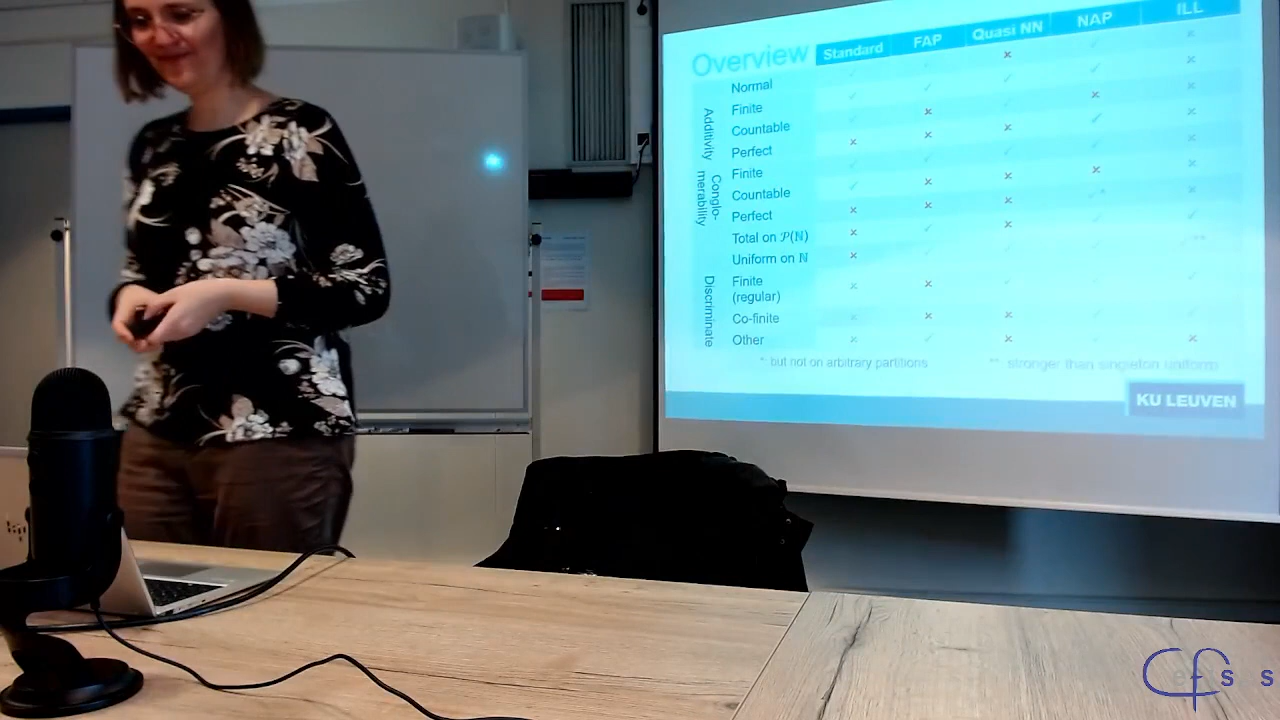 Overview Standard FAP Quasi NN NAP ILL
Normal
Additivity
Finite
Countable
Perfect
Conglo-
merability
Finite
Countable
Perfect
Total on 𝒫(ℕ)
Uniform on ℕ
Discriminate
Finite
(regular)
Co-finite
Other
*: but not on arbitrary partitions
**: stronger than singleton uniform
KU LEUVEN
hp
cefss